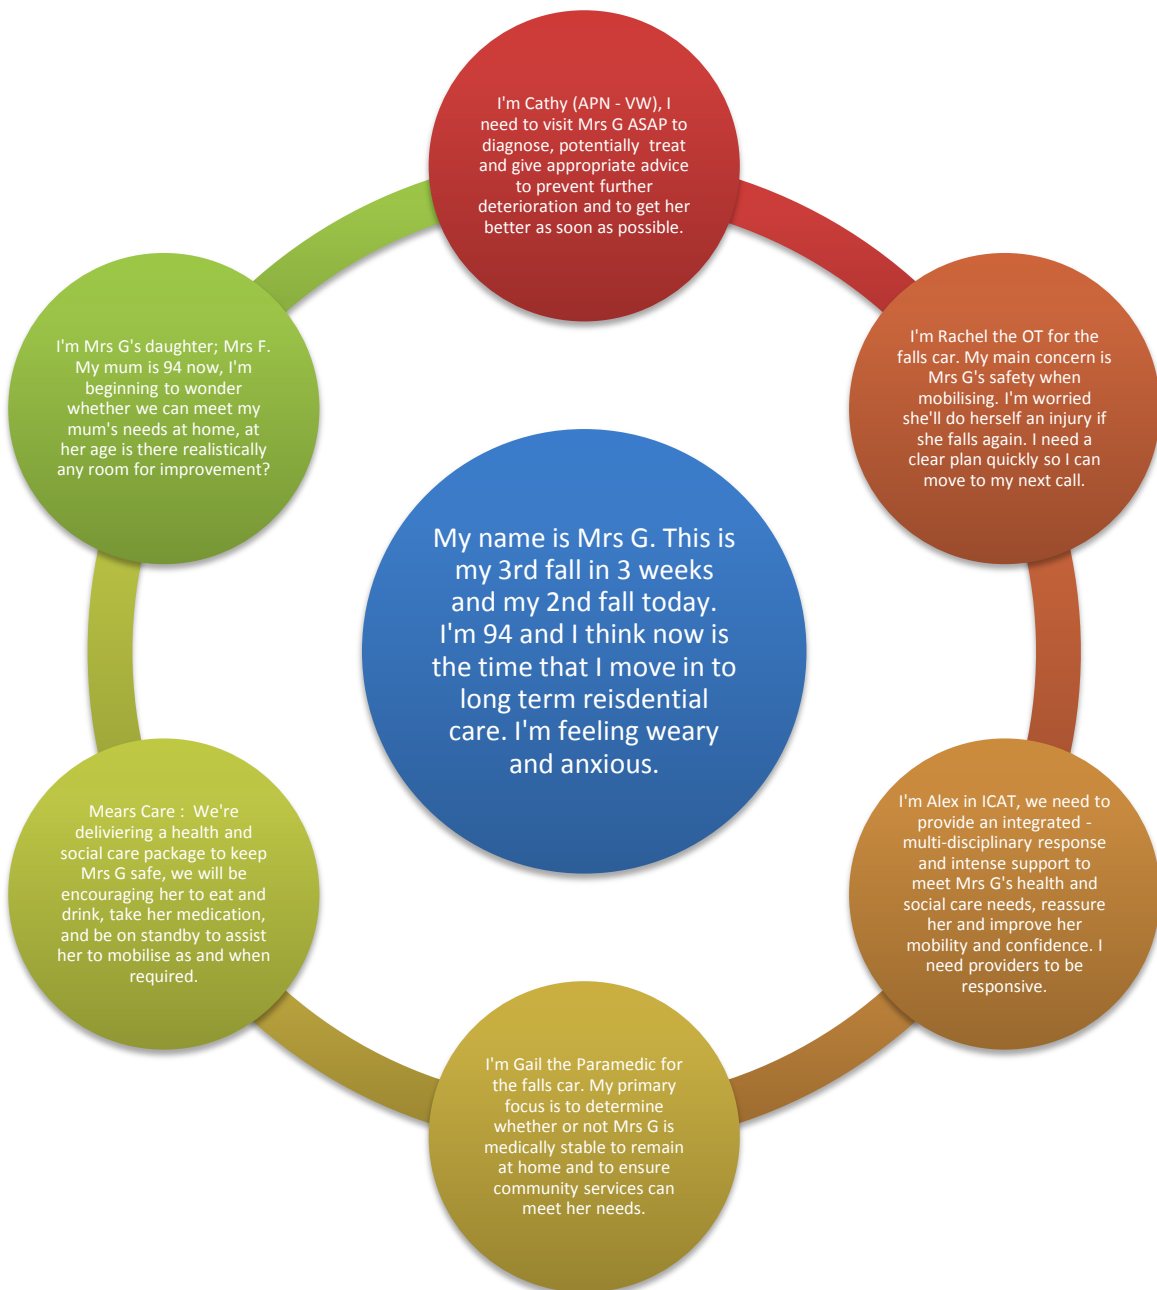 I'm Cathy (APN - VW), I
need to visit Mrs G ASAP to
diagnose, potentially  treat
and give appropriate advice
to prevent further
deterioration and to get her
better as soon as possible.
I'm Rachel the OT for the
falls car. My main concern is
Mrs G's safety when
mobilising. I'm worried
she'll do herself an injury if
she falls again. I need a
clear plan quickly so I can
move to my next call.
I'm Alex in ICAT, we need to
provide an integrated -
multi-disciplinary response
and intense support to
meet Mrs G's health and
social care needs, reassure
her and improve her
mobility and confidence. I
need providers to be
responsive.
I'm Gail the Paramedic for
the falls car. My primary
focus is to determine
whether or not Mrs G is
medically stable to remain
at home and to ensure
community services can
meet her needs.
Mears Care :  We're
deliviering a health and
social care package to keep
Mrs G safe, we will be
encouraging her to eat and
drink, take her medication,
and be on standby to assist
her to mobilise as and when
required.
I'm Mrs G's daughter; Mrs F.
My mum is 94 now, I'm
beginning to wonder
whether we can meet my
mum's needs at home, at
her age is there realistically
any room for improvement?
My name is Mrs G. This is
my 3rd fall in 3 weeks
and my 2nd fall today.
I'm 94 and I think now is
the time that I move in to
long term reisdential
care. I'm feeling weary
and anxious.